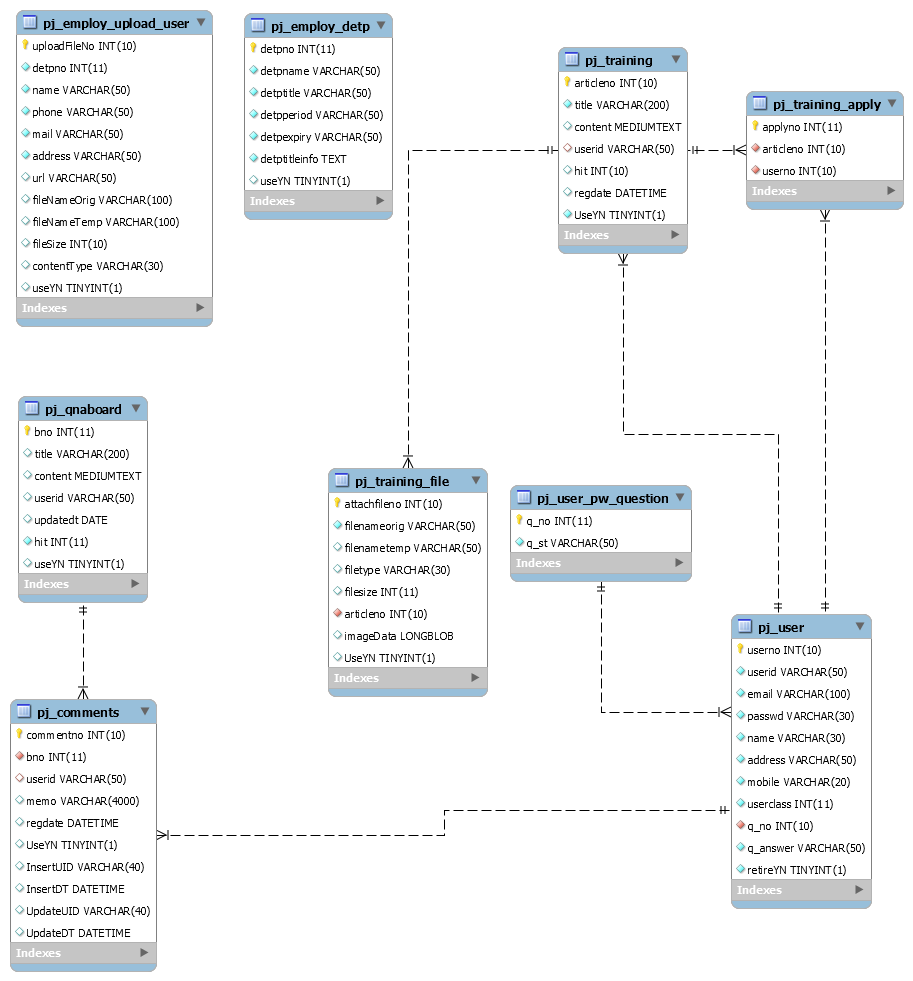 pj_employ_upload_user
uploadFileNo INT(10)
detpno INT(11)
name VARCHAR(50)
phone VARCHAR(50)
mail VARCHAR(50)
address VARCHAR(50)
url VARCHAR(50)
fileNameOrig VARCHAR(100)
fileNameTemp VARCHAR(100)
fileSize INT(10)
contentType VARCHAR(30)
useYN TINYINT(1)
Indexes
pj_employ_detp
detpno INT(11)
detpname VARCHAR(50)
detptitle VARCHAR(50)
detpperiod VARCHAR(50)
detpexpiry VARCHAR(50)
detptitleinfo TEXT
useYN TINYINT(1)
Indexes
pj_training
articleno INT(10)
title VARCHAR(200)
content MEDIUMTEXT
userid VARCHAR(50)
hit INT(10)
regdate DATETIME
UseYN TINYINT(1)
Indexes
pj_training_apply
applyno INT(11)
articleno INT(10)
userno INT(10)
Indexes
pj_qnaboard
bno INT(11)
title VARCHAR(200)
content MEDIUMTEXT
userid VARCHAR(50)
updatedt DATE
hit INT(11)
useYN TINYINT(1)
Indexes
pj_training_file
attachfileno INT(10)
filenameorig VARCHAR(50)
filenametemp VARCHAR(50)
filetype VARCHAR(30)
filesize INT(11)
articleno INT(10)
imageData LONGBLOB
UseYN TINYINT(1)
Indexes
pj_user_pw_question
q_no INT(11)
q_st VARCHAR(50)
Indexes
pj_user
userno INT(10)
userid VARCHAR(50)
email VARCHAR(100)
passwd VARCHAR(30)
name VARCHAR(30)
address VARCHAR(50)
mobile VARCHAR(20)
userclass INT(11)
q_no INT(10)
q_answer VARCHAR(50)
retireYN TINYINT(1)
Indexes
pj_comments
commentno INT(10)
bno INT(11)
userid VARCHAR(50)
memo VARCHAR(4000)
regdate DATETIME
UseYN TINYINT(1)
InsertUID VARCHAR(40)
InsertDT DATETIME
UpdateUID VARCHAR(40)
UpdateDT DATETIME
Indexes